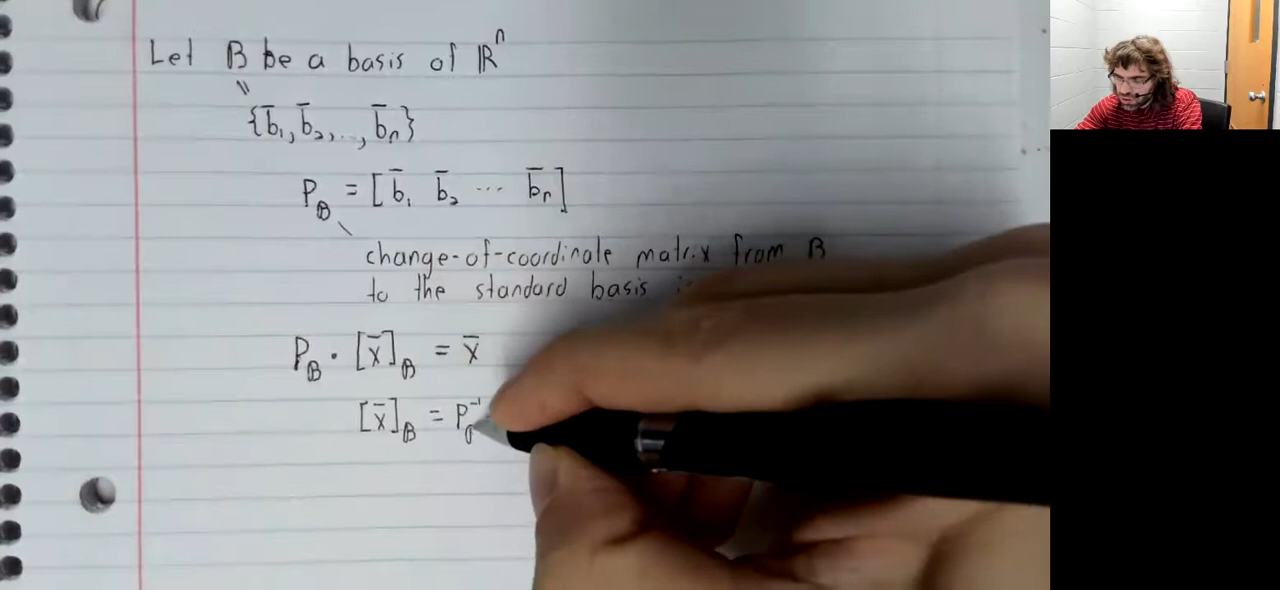 Let B be a basis of ℝⁿ
{b̄₁, b̄₂, ..., b̄ₙ}
P_B = [b̄₁ b̄₂ ⋯ b̄ₙ]
change-of-coordinate matrix from B
to the standard basis
P_B · [x̄]_B = x̄
[x̄]_B = P⁻¹